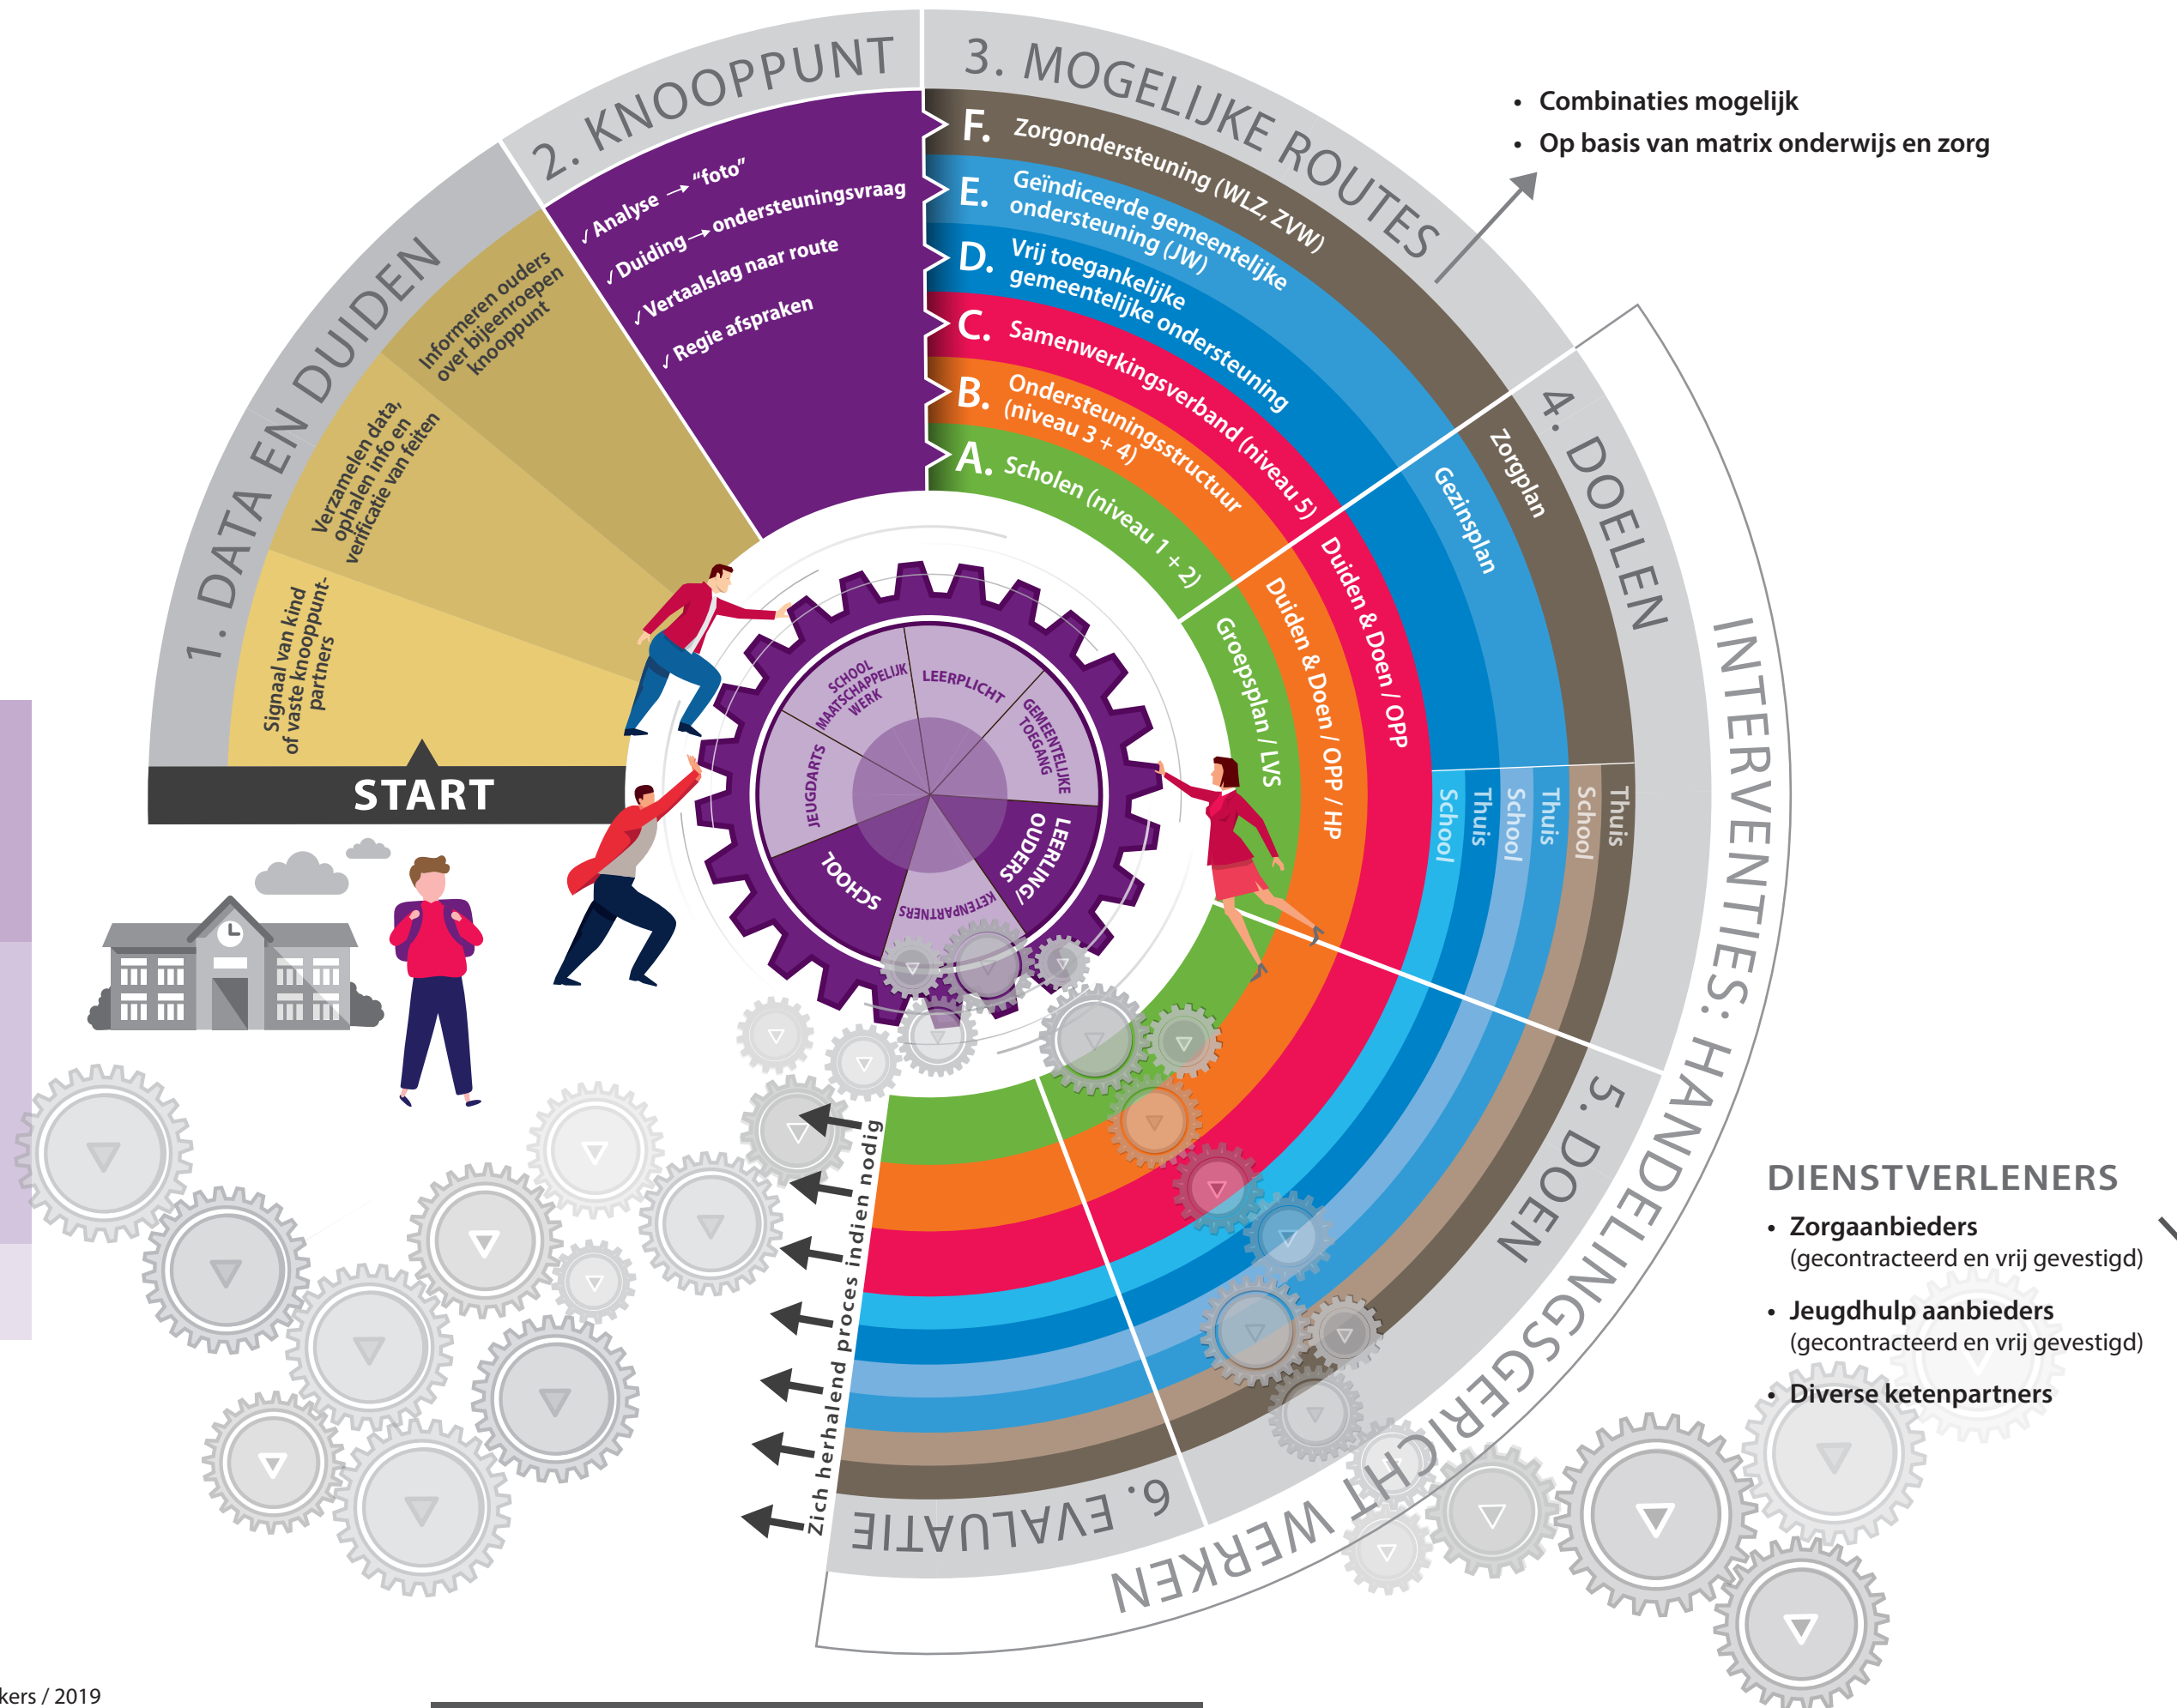 1. DATA EN DUIDEN
Signaal van kind
of vaste knooppunt-
partners
Verzamelen data,
ophalen info en
verificatie van feiten
Informeren ouders
over bijeenroepen
knooppunt
START
2. KNOOPPUNT
✓ Analyse → “foto”
✓ Duiding → ondersteuningsvraag
✓ Vertaalslag naar route
✓ Regie afspraken
3. MOGELIJKE ROUTES
F. Zorgondersteuning (WLZ, ZVW)
E. Geïndiceerde gemeentelijke
ondersteuning (JW)
D. Vrij toegankelijke
gemeentelijke ondersteuning
C. Samenwerkingsverband (niveau 5)
B. Ondersteuningsstructuur
(niveau 3 + 4)
A. Scholen (niveau 1 + 2)
• Combinaties mogelijk
• Op basis van matrix onderwijs en zorg
4. DOELEN
Zorgplan
Gezinsplan
Duiden & Doen / OPP
Duiden & Doen / OPP / HP
Groepsplan / LVS
School
Thuis
School
Thuis
School
Thuis
SCHOOL
MAATSCHAPPELIJK
WERK
LEERPLICHT
GEMEENTELIJKE
TOEGANG
LEERLING/
OUDERS
KETENPARTNERS
SCHOOL
JEUGDARTS
INTERVENTIES: HANDELINGSGERICHT WERKEN
5. DOEN
6. EVALUATIE
Zich herhalend proces indien nodig
DIENSTVERLENERS
• Zorgaanbieders
(gecontracteerd en vrij gevestigd)
• Jeugdhulp aanbieders
(gecontracteerd en vrij gevestigd)
• Diverse ketenpartners
kers / 2019